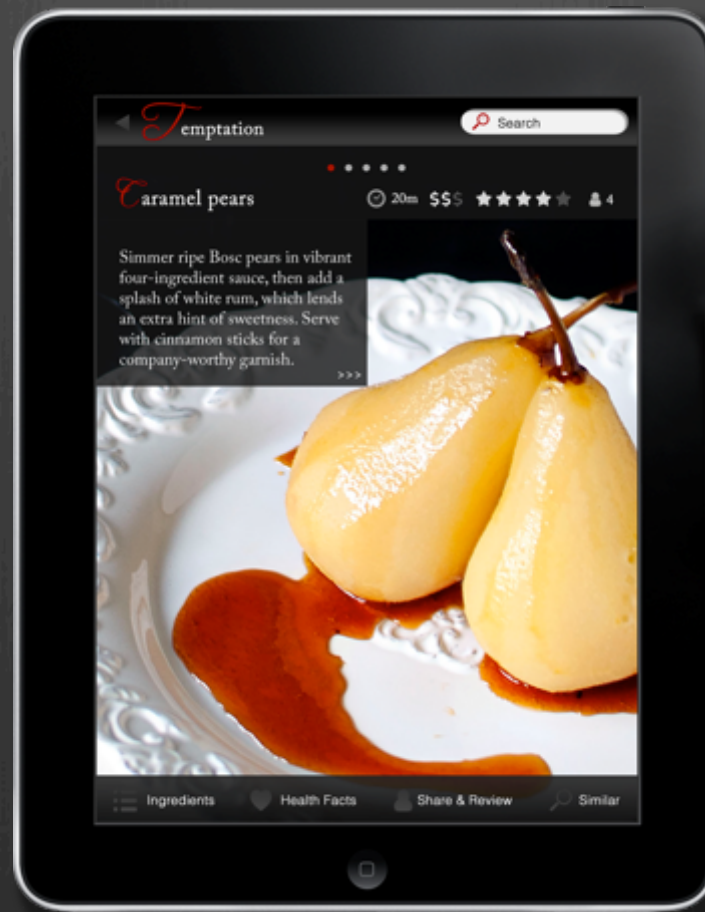 Temptation
Search
Caramel pears
20m $$$ 4
Simmer ripe Bosc pears in vibrant
four-ingredient sauce, then add a
splash of white rum, which lends
an extra hint of sweetness. Serve
with cinnamon sticks for a
company-worthy garnish.
>>>
Ingredients Health Facts Share & Review Similar